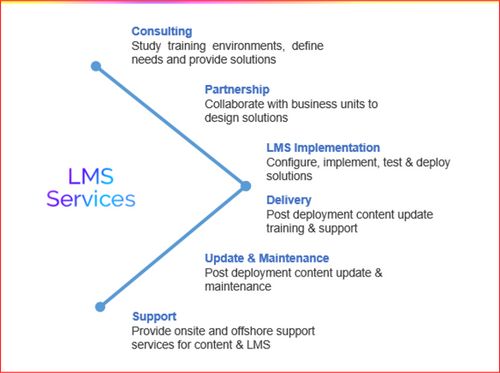 Consulting
Study training environments, define
needs and provide solutions
Partnership
Collaborate with business units to
design solutions
LMS Implementation
Configure, implement, test & deploy
solutions
LMS
Services
Delivery
Post deployment content update
training & support
Update & Maintenance
Post deployment content update &
maintenance
Support
Provide onsite and offshore support
services for content & LMS